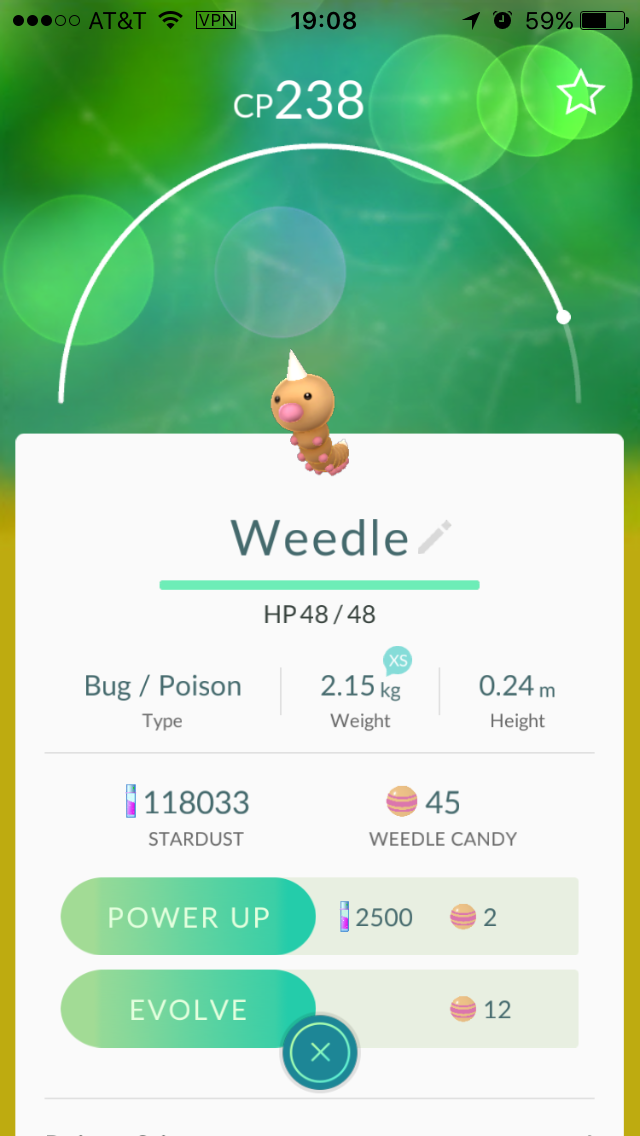 AT&T VPN 19:08 59%
CP238
Weedle
HP 48 / 48
XS
Bug / Poison 2.15 kg 0.24 m
Type Weight Height
118033 45
STARDUST WEEDLE CANDY
POWER UP 2500 2
EVOLVE 12